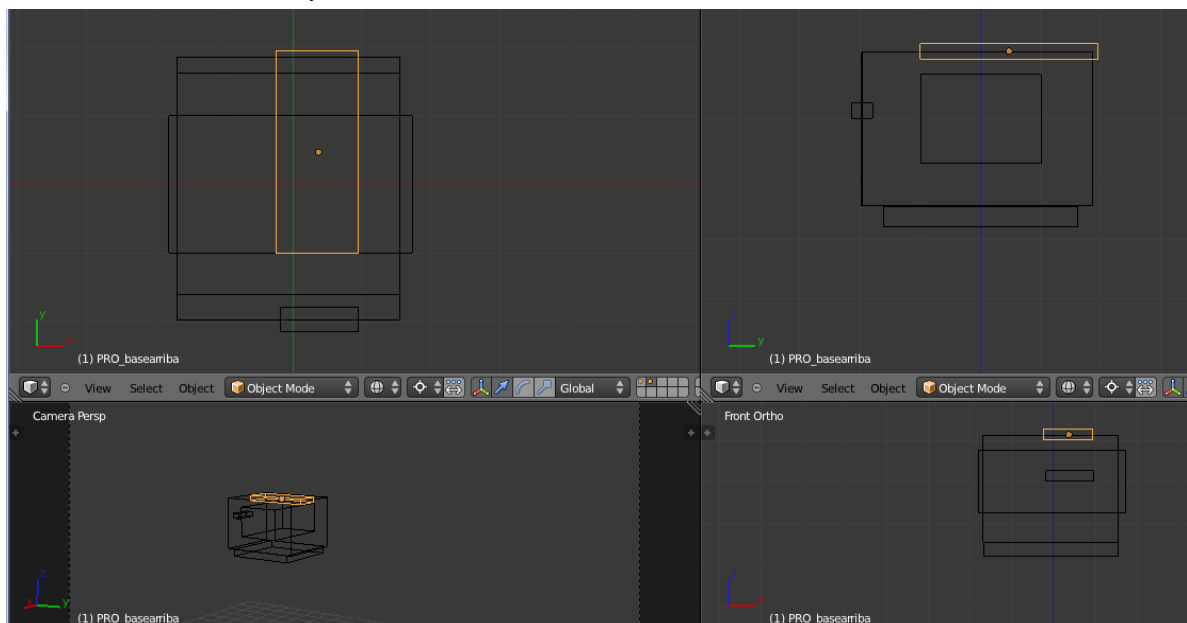 y
x
(1) PRO_basearriba
z
y
(1) PRO_basearriba
View Select Object Object Mode Global
View Select Object Object Mode
Camera Persp
z
x
y
(1) PRO_basearriba
Front Ortho
z
x
(1) PRO_basearriba